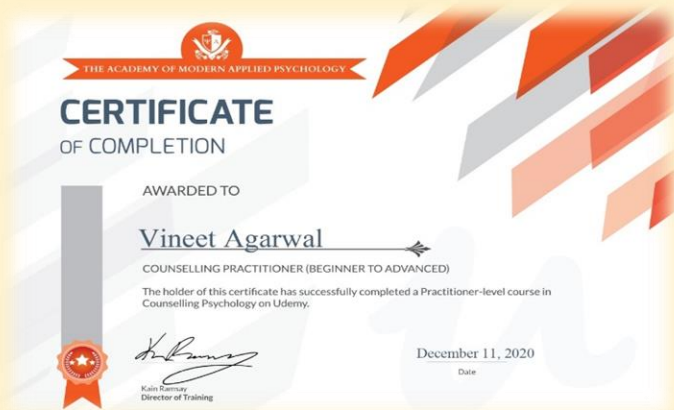 THE ACADEMY OF MODERN APPLIED PSYCHOLOGY
CERTIFICATE
OF COMPLETION
AWARDED TO
Vineet Agarwal
COUNSELLING PRACTITIONER (BEGINNER TO ADVANCED)
The holder of this certificate has successfully completed a Practitioner-level course in
Counselling Psychology on Udemy.
December 11, 2020
Date
Kain Ramsay
Director of Training